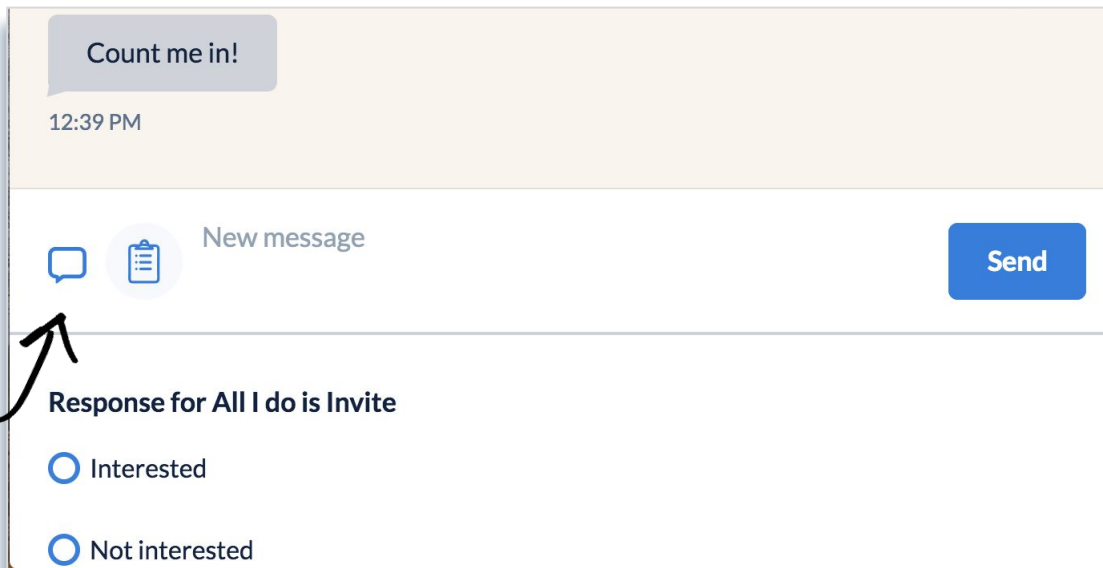 Count me in!
12:39 PM
New message
Send
Response for All I do is Invite
Interested
Not interested